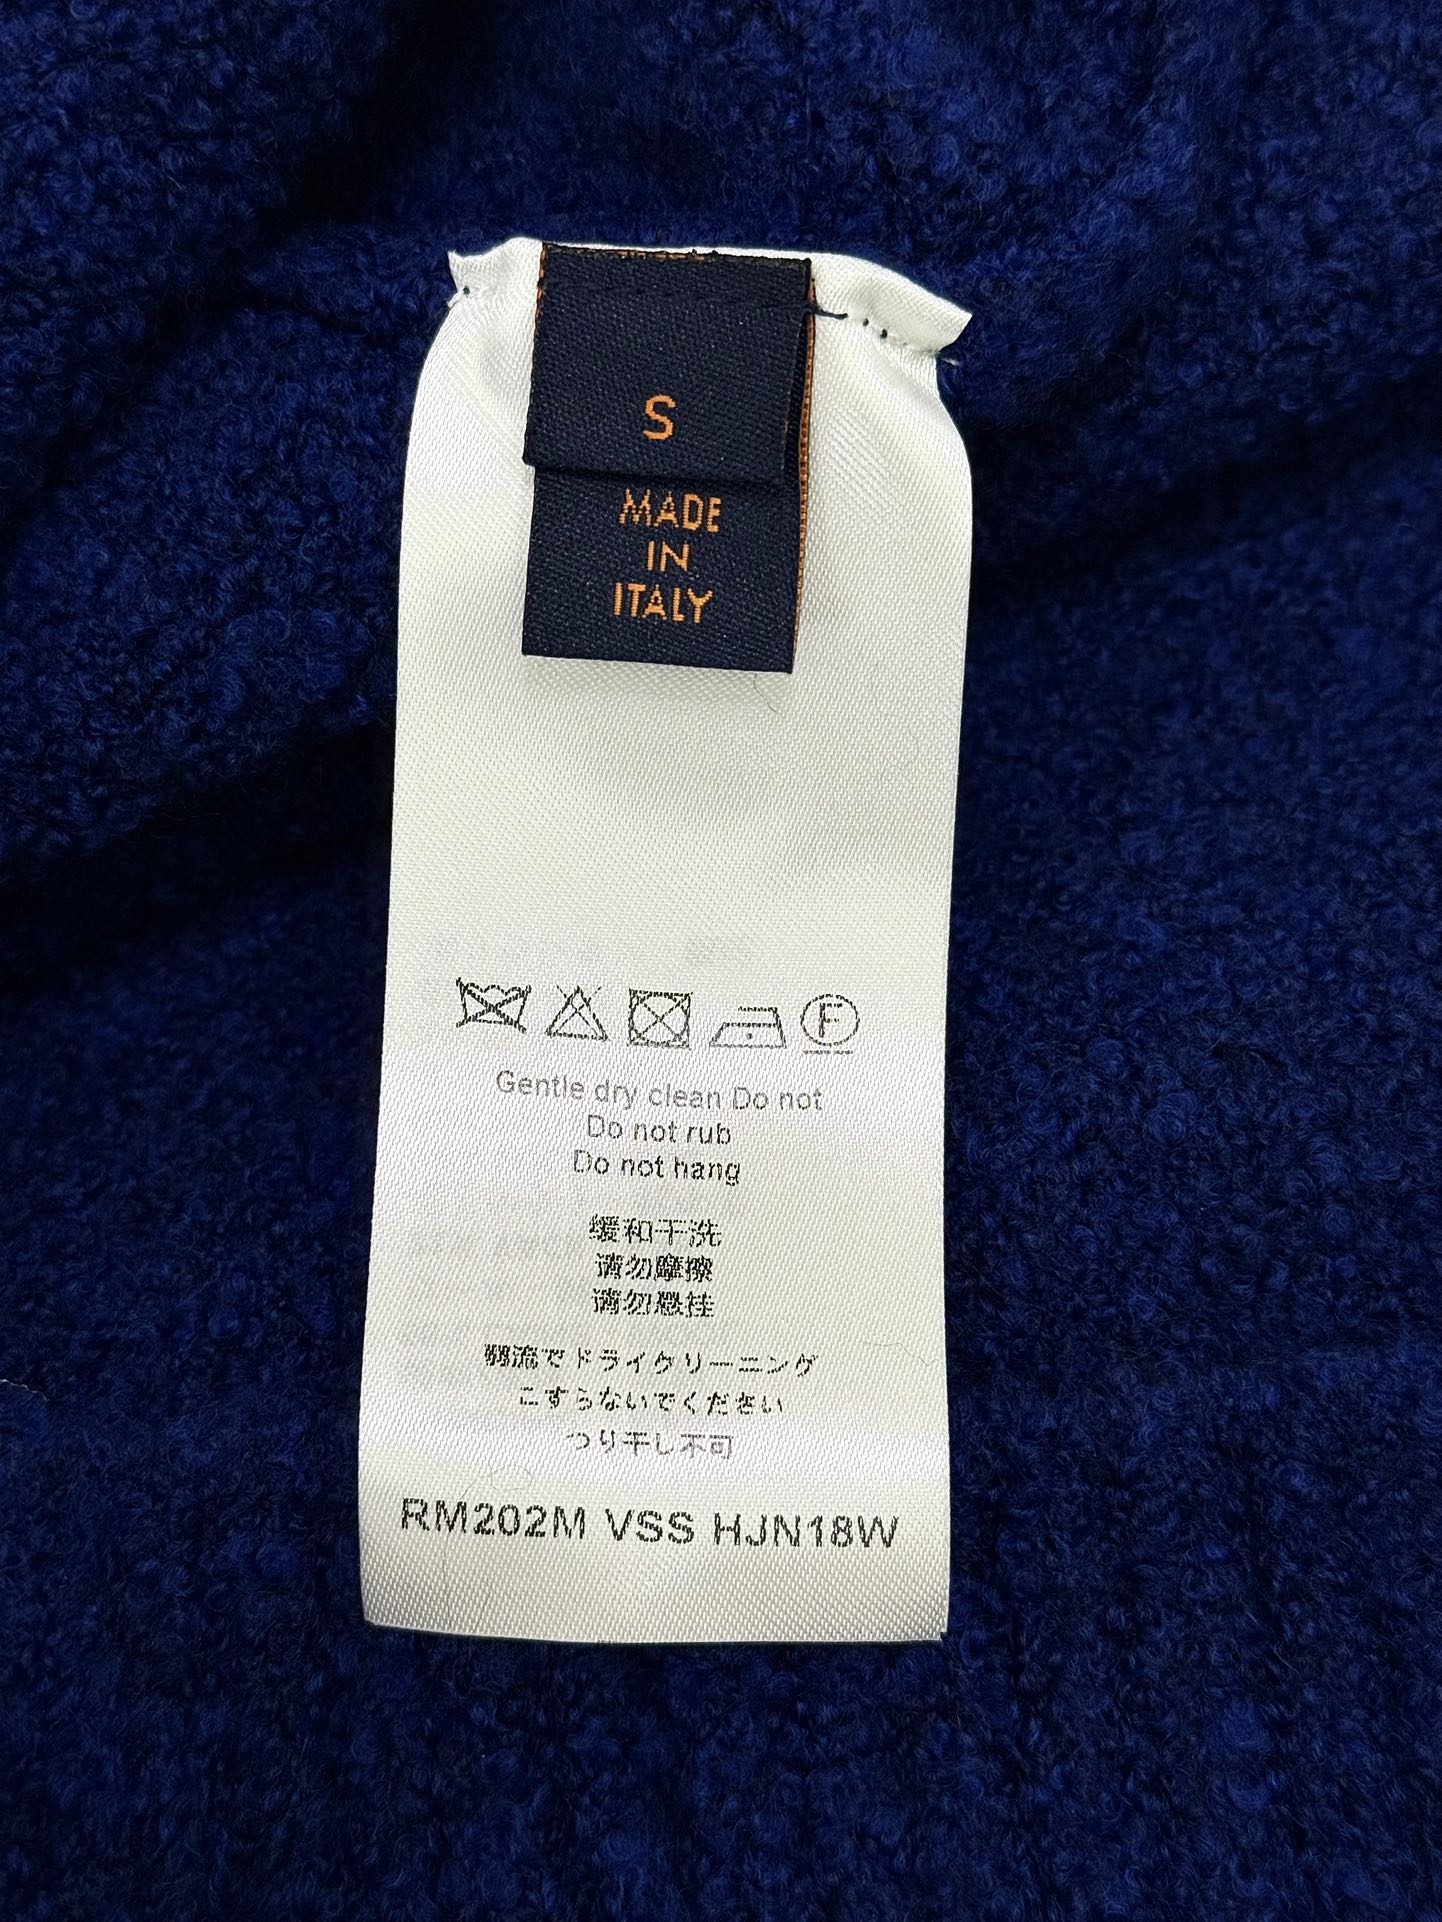 S
MADE
IN
ITALY
F
Gentle dry clean Do not
Do not rub
Do not hang
缓和干洗
请勿摩擦
请勿悬挂
弱流でドライクリーニング
こすらないでください
つり干し不可
RM202M VSS HJN18W